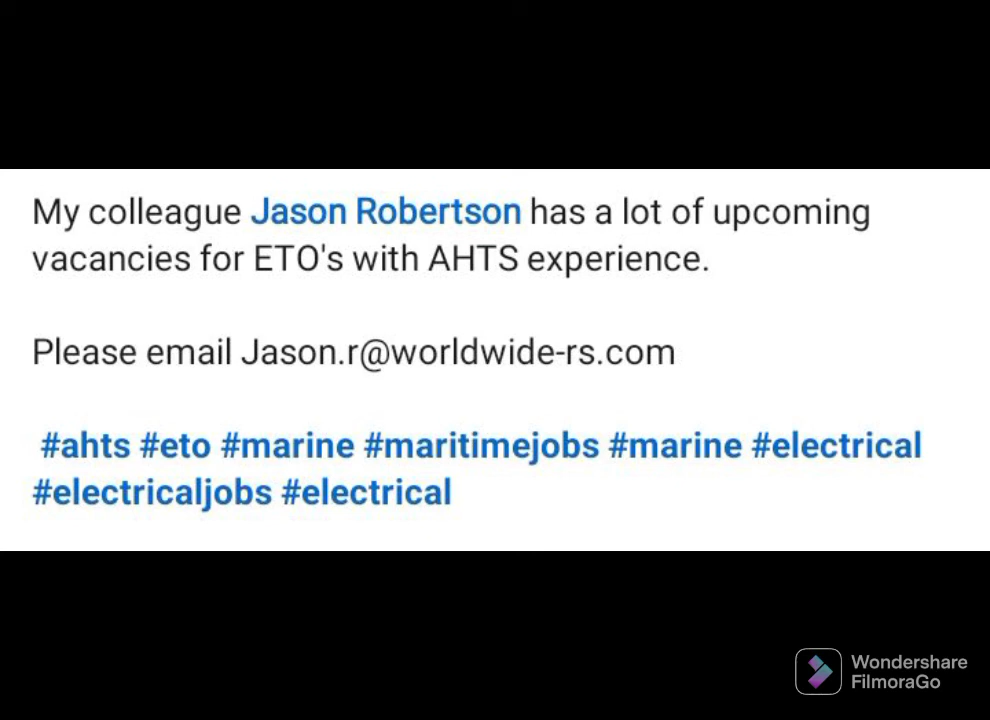 My colleague Jason Robertson has a lot of upcoming
vacancies for ETO's with AHTS experience.
Please email Jason.r@worldwide-rs.com
#ahts #eto #marine #maritimejobs #marine #electrical
#electricaljobs #electrical
Wondershare
FilmoraGo